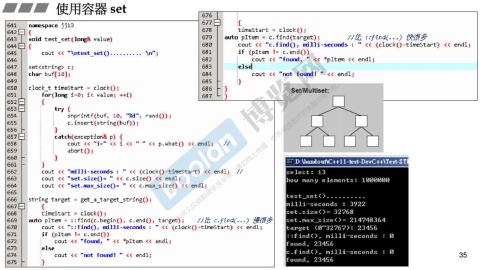 使用容器 set
641 namespace jj13
642 {
643 void test_set(long& value)
644 {
645 cout << "\ntest_set().......... \n";
646
647 set<string> c;
648 char buf[10];
649
650 clock_t timeStart = clock();
651 for(long i=0; i< value; ++i)
652 {
653 try {
654 snprintf(buf, 10, "%d", rand());
655 c.insert(string(buf));
656 }
657 catch(exception& p) {
658 cout << "i=" << i << " " << p.what() << endl; //
659 abort();
660 }
661 }
662 cout << "milli-seconds : " << (clock()-timeStart) << endl; //
663 cout << "set.size()= " << c.size() << endl;
664 cout << "set.max_size()= " << c.max_size() << endl;
665
666 string target = get_a_target_string();
667 {
668 timeStart = clock();
669 auto pItem = ::find(c.begin(), c.end(), target); //比 c.find(...) 慢很多
670 cout << "::find(), milli-seconds : " << (clock()-timeStart) << endl;
671 if (pItem != c.end())
672 cout << "found, " << *pItem << endl;
673 else
674 cout << "not found! " << endl;
675 }
676
677 {
678 timeStart = clock();
679 auto pItem = c.find(target); //比 ::find(...) 快很多
680 cout << "c.find(), milli-seconds : " << (clock()-timeStart) << endl;
681 if (pItem != c.end())
682 cout << "found, " << *pItem << endl;
683 else
684 cout << "not found! " << endl;
685 }
686 }
687 }
Set/Multiset:
D:\handout\C++11-test-DevC++\Test-STL
select: 13
how many elements: 1000000
test_set()..........
milli-seconds : 3922
set.size()= 32768
set.max_size()= 214748364
target (0~32767): 23456
::find(), milli-seconds : 0
found, 23456
c.find(), milli-seconds : 0
found, 23456
博览网
35